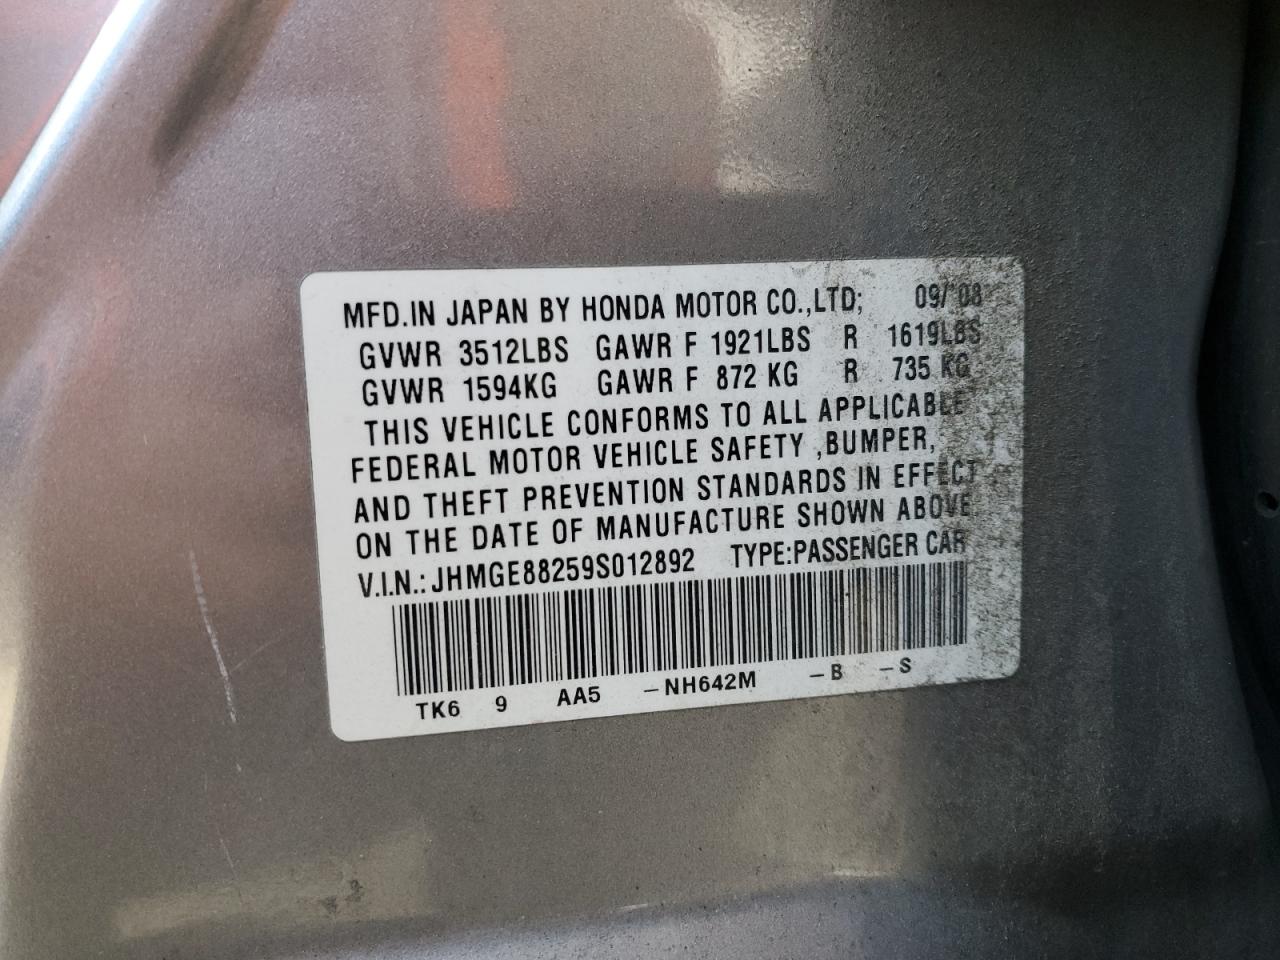 MFD.IN JAPAN BY HONDA MOTOR CO.,LTD; 09/'08
GVWR 3512LBS GAWR F 1921LBS R 1619LBS
GVWR 1594KG GAWR F 872 KG R 735 KG
THIS VEHICLE CONFORMS TO ALL APPLICABLE
FEDERAL MOTOR VEHICLE SAFETY ,BUMPER,
AND THEFT PREVENTION STANDARDS IN EFFECT
ON THE DATE OF MANUFACTURE SHOWN ABOVE
V.I.N.: JHMGE88259S012892 TYPE:PASSENGER CAR
TK6 9 AA5 –NH642M –B –S